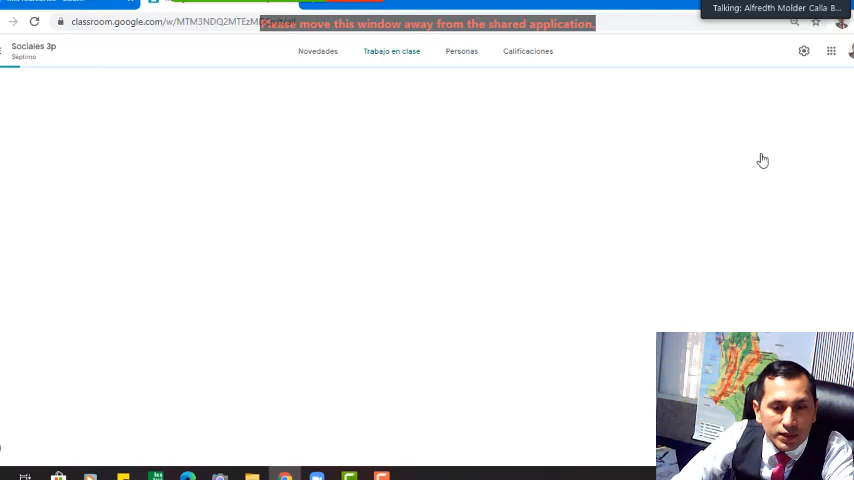 Talking: Alfredth Molder Calla B...
classroom.google.com/w/MTM3NDQ2MTEzM
Please move this window away from the shared application.
Sociales 3p
Séptimo
Novedades
Trabajo en clase
Personas
Calificaciones